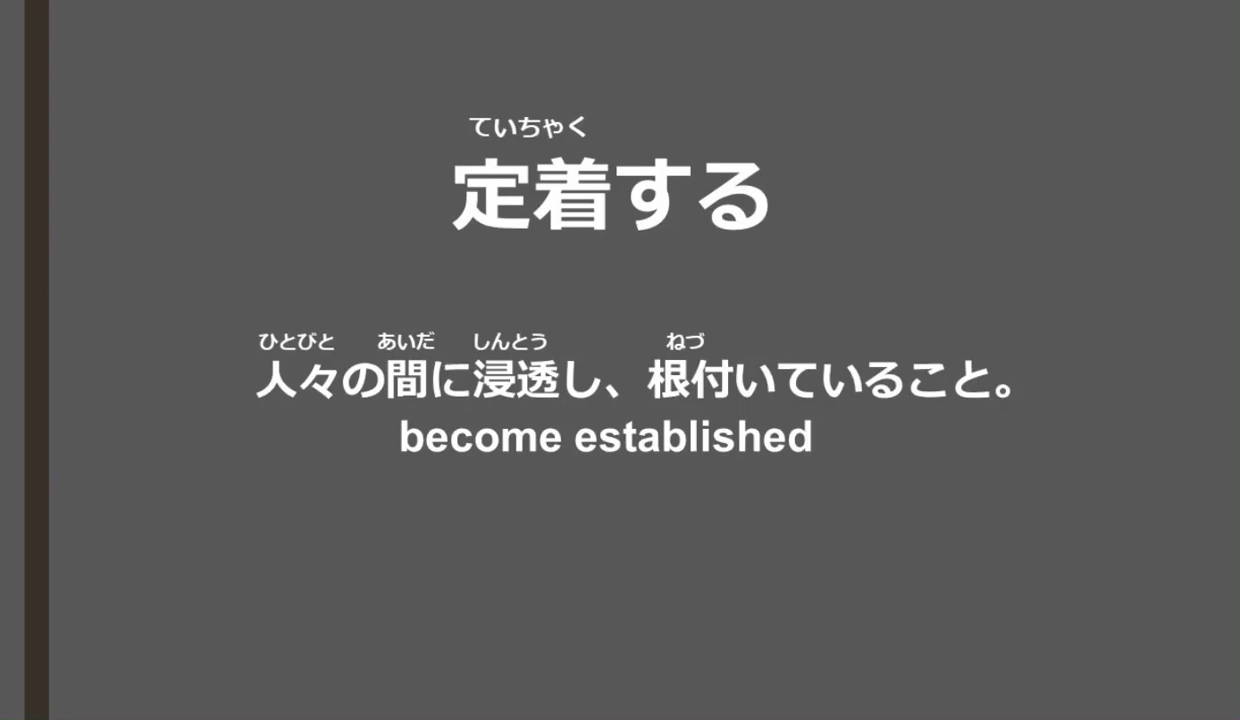 ていちゃく
定着する
ひとびと あいだ しんとう ねづ
人々の間に浸透し、根付いていること。
become established